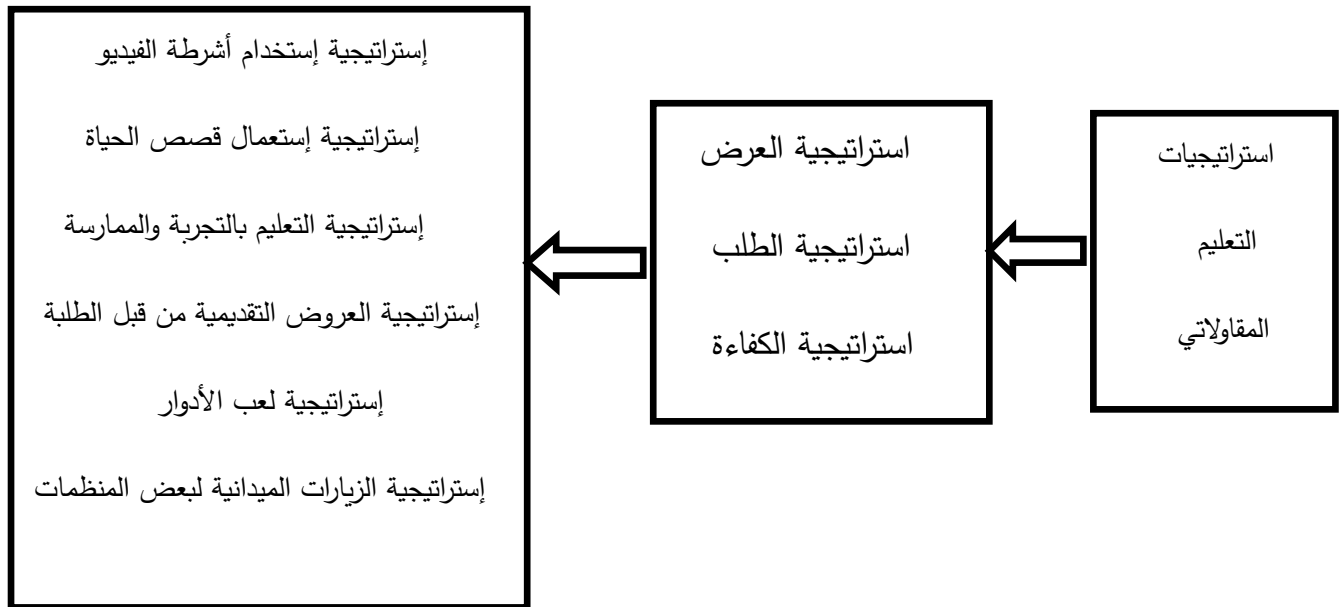 استراتيجيات
التعليم
المقاولاتي
استراتيجية العرض
استراتيجية الطلب
استراتيجية الكفاءة
إستراتيجية إستخدام أشرطة الفيديو
إستراتيجية إستعمال قصص الحياة
إستراتيجية التعليم بالتجربة والممارسة
إستراتيجية العروض التقديمية من قبل الطلبة
إستراتيجية لعب الأدوار
إستراتيجية الزيارات الميدانية لبعض المنظمات